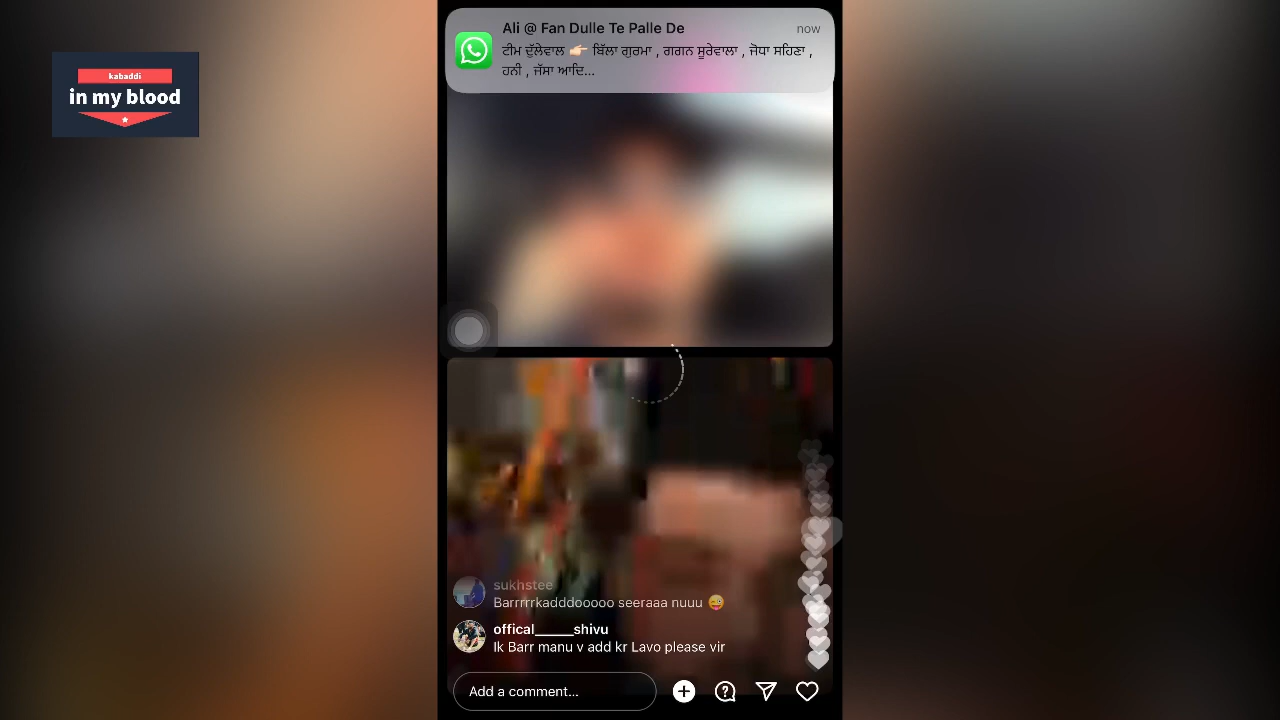 kabaddi
in my blood
Ali @ Fan Dulle Te Palle De
now
ਟੀਮ ਦੁੱਲੇਵਾਲ 👉🏻 ਬਿੱਲਾ ਗੁਰਮਾ , ਗਗਨ ਸੂਰੇਵਾਲਾ , ਜੋਧਾ ਸਹਿਣਾ ,
ਹਨੀ , ਜੱਸਾ ਆਦਿ...
sukhstee
Barrrrrkadddooooo seeraaa nuuu 😜
offical_____shivu
Ik Barr manu v add kr Lavo please vir
Add a comment...